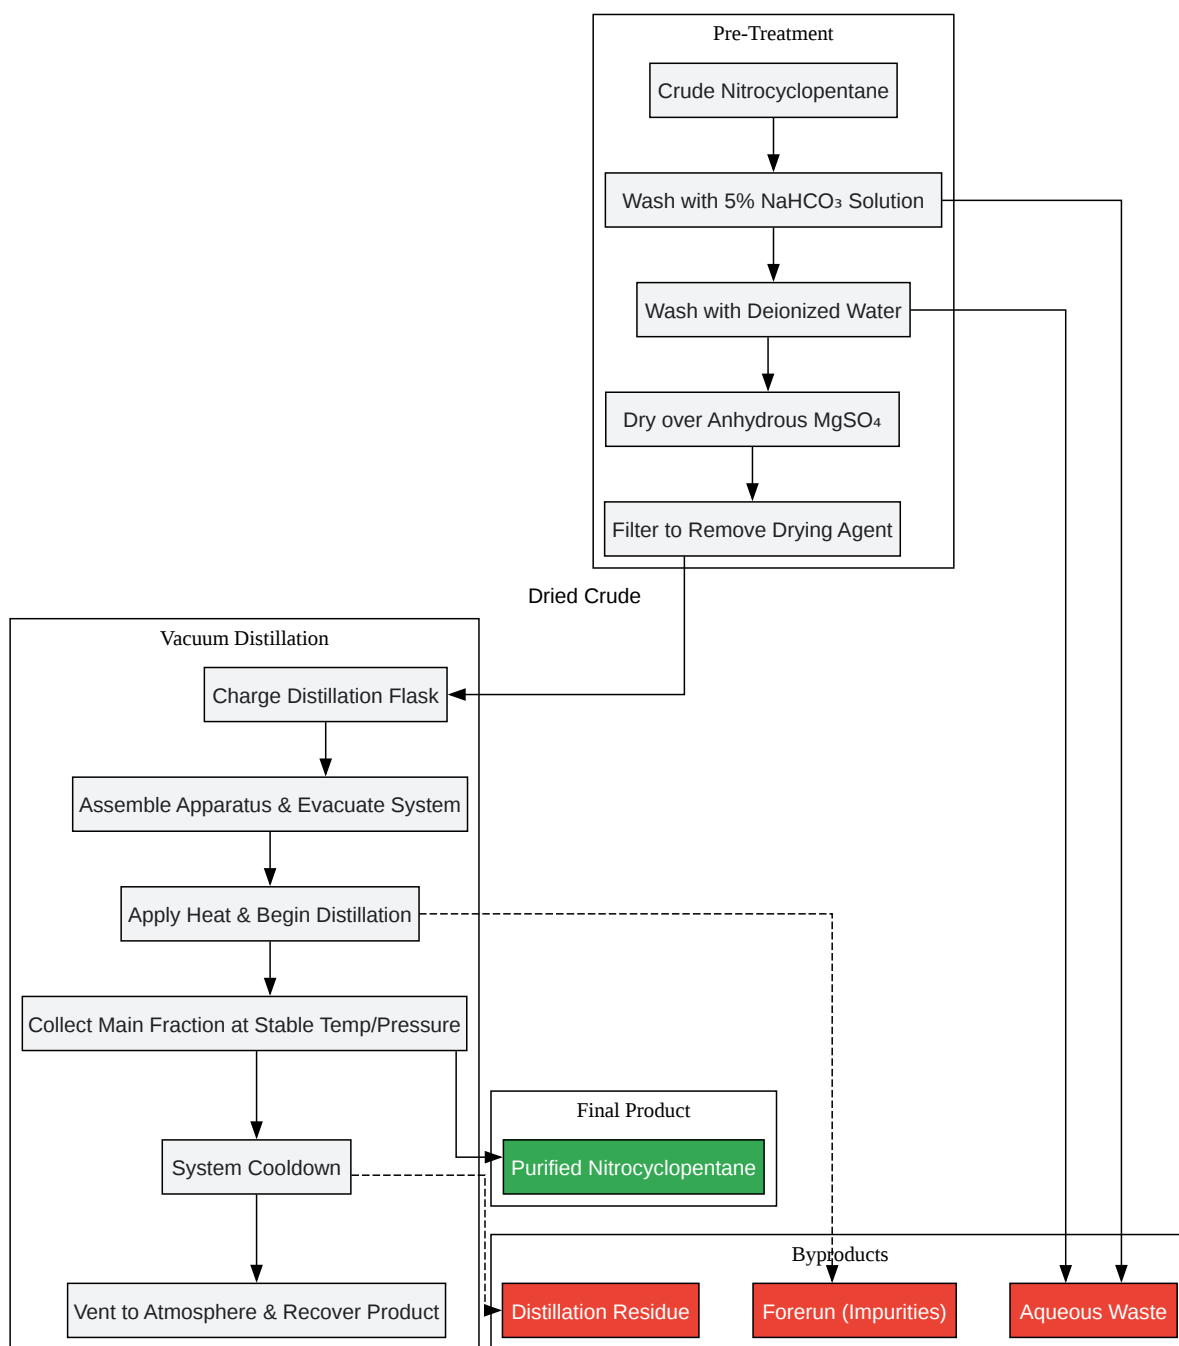 Pre-Treatment
Crude Nitrocyclopentane
Wash with 5% NaHCO₃ Solution
Wash with Deionized Water
Dry over Anhydrous MgSO₄
Filter to Remove Drying Agent
Dried Crude
Vacuum Distillation
Charge Distillation Flask
Assemble Apparatus & Evacuate System
Apply Heat & Begin Distillation
Collect Main Fraction at Stable Temp/Pressure
System Cooldown
Vent to Atmosphere & Recover Product
Final Product
Purified Nitrocyclopentane
Byproducts
Distillation Residue
Forerun (Impurities)
Aqueous Waste